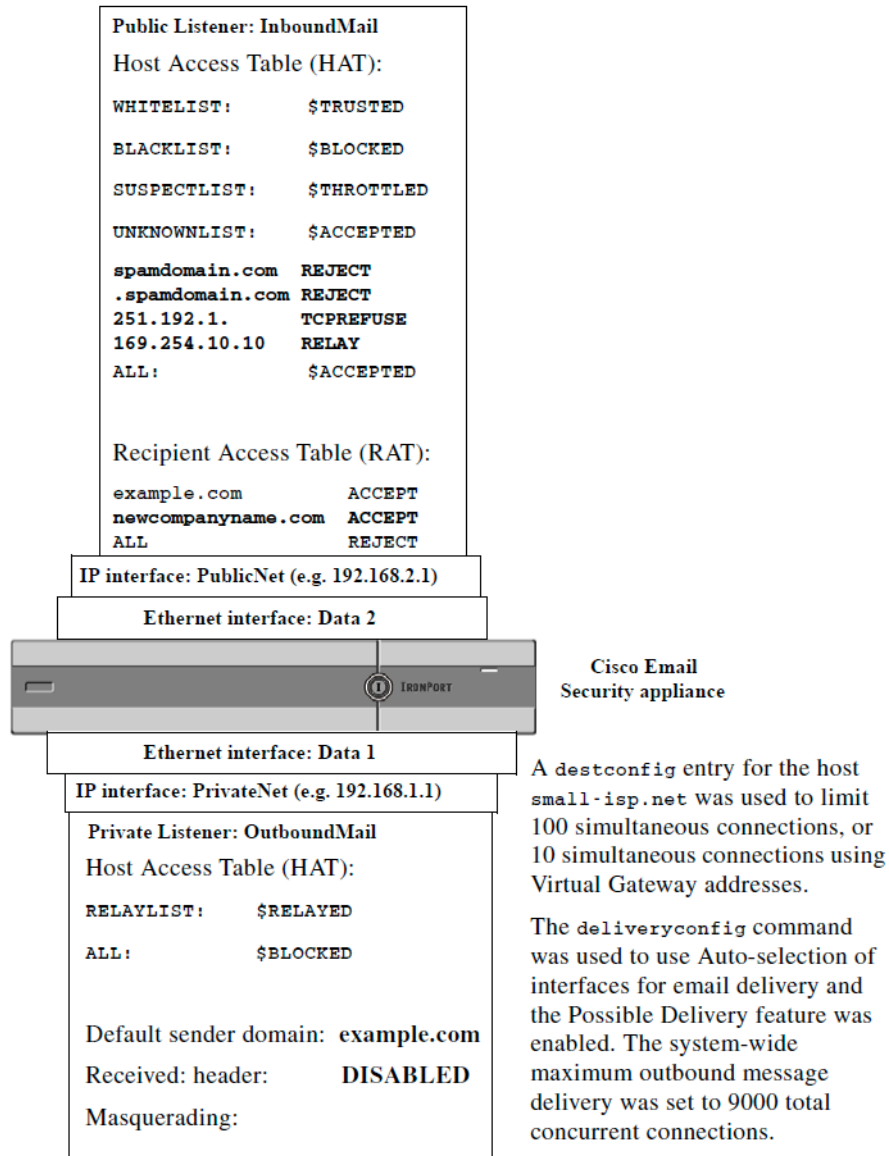 Public Listener: InboundMail
Host Access Table (HAT):
WHITELIST: $TRUSTED
BLACKLIST: $BLOCKED
SUSPECTLIST: $THROTTLED
UNKNOWNLIST: $ACCEPTED
spamdomain.com REJECT
.spamdomain.com REJECT
251.192.1. TCPREFUSE
169.254.10.10 RELAY
ALL: $ACCEPTED
Recipient Access Table (RAT):
example.com ACCEPT
newcompanyname.com ACCEPT
ALL REJECT
IP interface: PublicNet (e.g. 192.168.2.1)
Ethernet interface: Data 2
IRONPORT
Cisco Email
Security appliance
Ethernet interface: Data 1
IP interface: PrivateNet (e.g. 192.168.1.1)
Private Listener: OutboundMail
Host Access Table (HAT):
RELAYLIST: $RELAYED
ALL: $BLOCKED
Default sender domain: example.com
Received: header: DISABLED
Masquerading:
A destconfig entry for the host
small-isp.net was used to limit
100 simultaneous connections, or
10 simultaneous connections using
Virtual Gateway addresses.
The deliveryconfig command
was used to use Auto-selection of
interfaces for email delivery and
the Possible Delivery feature was
enabled. The system-wide
maximum outbound message
delivery was set to 9000 total
concurrent connections.